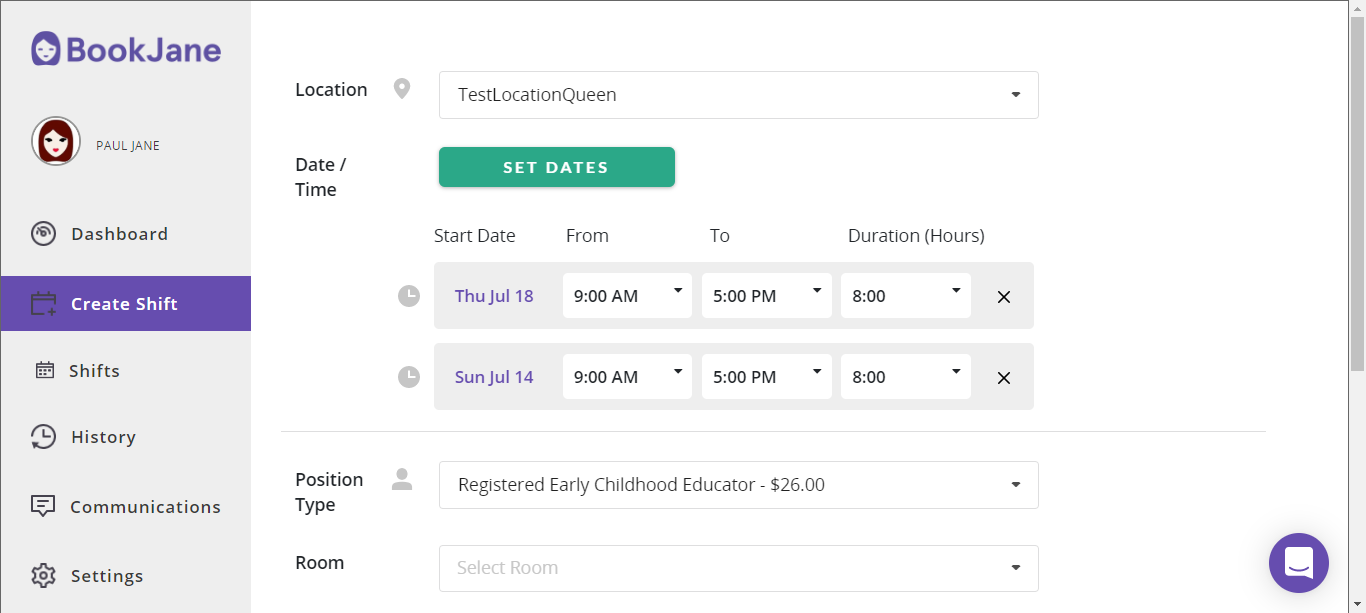 BookJane
PAUL JANE
Dashboard
Create Shift
Shifts
History
Communications
Settings
Location
TestLocationQueen
Date /
Time
SET DATES
Start Date From To Duration (Hours)
Thu Jul 18 9:00 AM 5:00 PM 8:00
Sun Jul 14 9:00 AM 5:00 PM 8:00
Position
Type
Registered Early Childhood Educator - $26.00
Room
Select Room